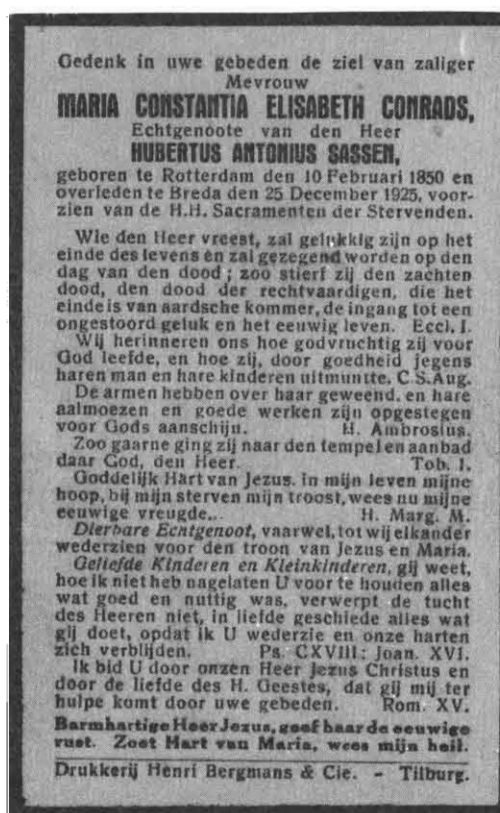 Gedenk in uwe gebeden de ziel van zaliger
Mevrouw
MARIA CONSTANTIA ELISABETH CONRADS,
Echtgenoote van den Heer
HUBERTUS ANTONIUS SASSEN,
geboren te Rotterdam den 10 Februari 1850 en
overleden te Breda den 25 December 1925, voor-
zien van de H.H. Sacramenten der Stervenden.
Wie den Heer vreest, zal gelukkig zijn op het
einde des levens èn zal gezegend worden op den
dag van den dood; zoo stierf zij den zachten
dood, den dood der rechtvaardigen, die het
einde is van aardsche kommer, de ingang tot een
ongestoord geluk en het eeuwig leven. Eccl. I.
Wij herinneren ons hoe godvruchtig zij voor
God leefde, en hoe zij, door goedheid jegens
haren man en hare kinderen uitmuntte. C S. Aug.
De armen hebben over haar geweend, en hare
aalmoezen en goede werken zijn opgestegen
voor Gods aanschijn. H. Ambrosius.
Zoo gaarne ging zij naar den tempel en aanbad
daar God, den Heer. Tob. I.
Goddelijk Hart van Jezus, in mijn leven mijne
hoop, bij mijn sterven mijn troost, wees nu mijne
eeuwige vreugde... H. Marg. M.
Dierbare Echtgenoot, vaarwel, tot wij elkander
wederzien voor den troon van Jezus en Maria.
Geliefde Kinderen en Kleinkinderen, gij weet,
hoe ik niet heb nagelaten U voor te houden alles
wat goed en nuttig was, verwerpt de tucht
des Heeren niet, in liefde geschiede alles wat
gij doet, opdat ik U wederzie en onze harten
zich verblijden. Ps. CXVIII.: Joan. XVI.
Ik bid U door onzen Heer Jezus Christus en
door de liefde des H. Geestes, dat gij mij ter
hulpe komt door uwe gebeden. Rom. XV.
Barmhartige Heer Jezus, geef haar de eeuwige
rust. Zoet Hart van Maria, wees mijn heil.
Drukkerij Henri Bergmans & Cie. - Tilburg.